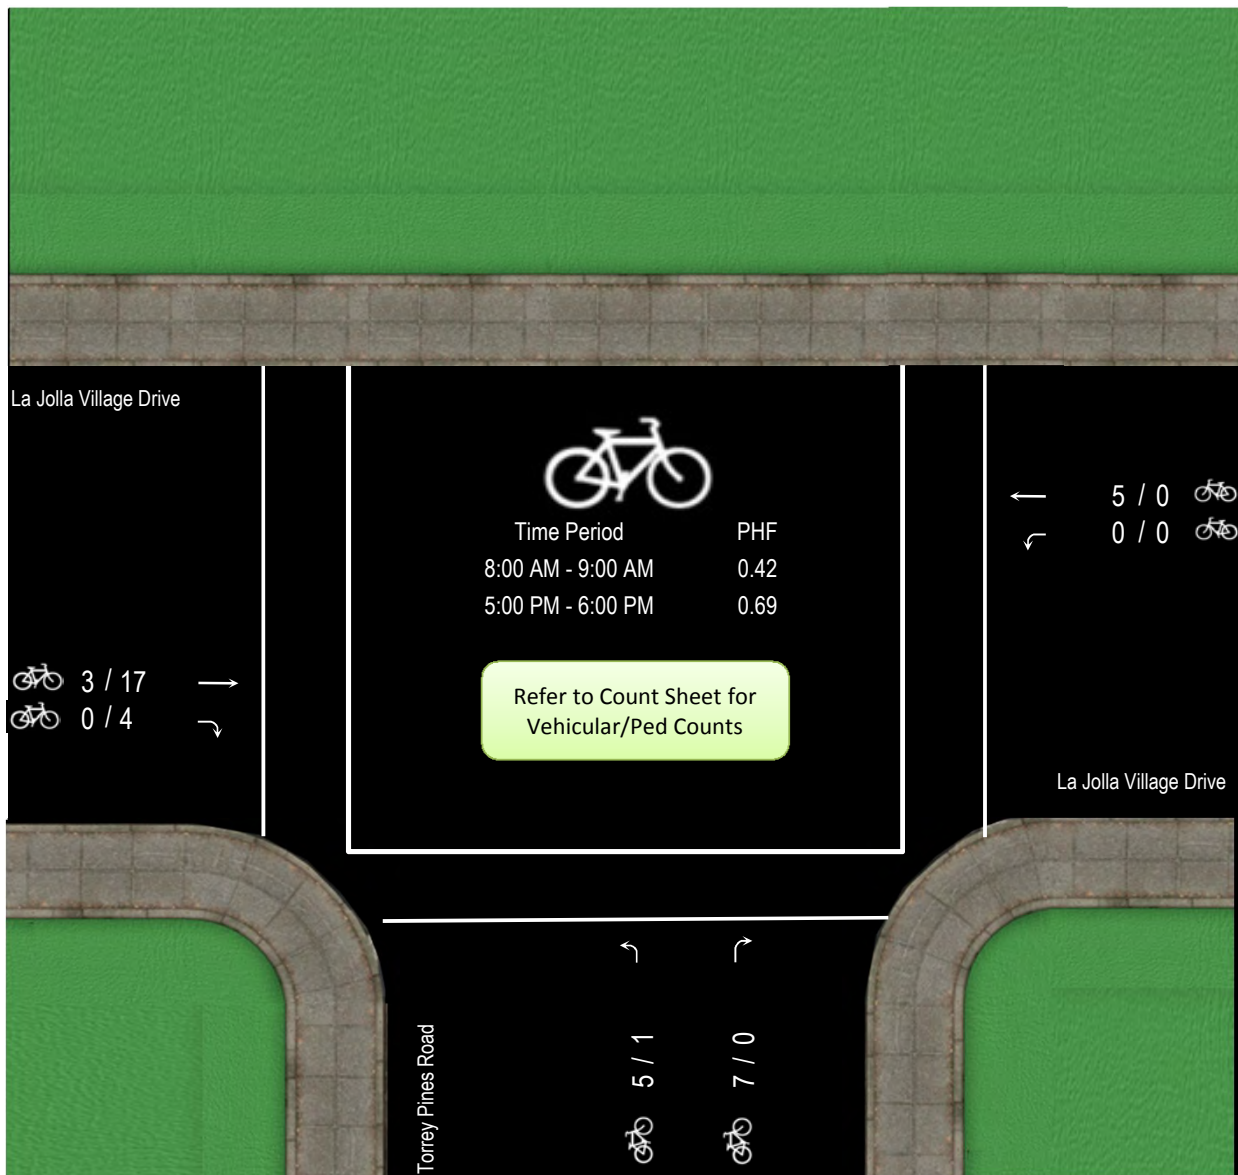 La Jolla Village Drive
Time Period PHF
8:00 AM - 9:00 AM 0.42
5:00 PM - 6:00 PM 0.69
5 / 0
0 / 0
3 / 17
0 / 4
Refer to Count Sheet for
Vehicular/Ped Counts
La Jolla Village Drive
Torrey Pines Road
5 / 1
7 / 0